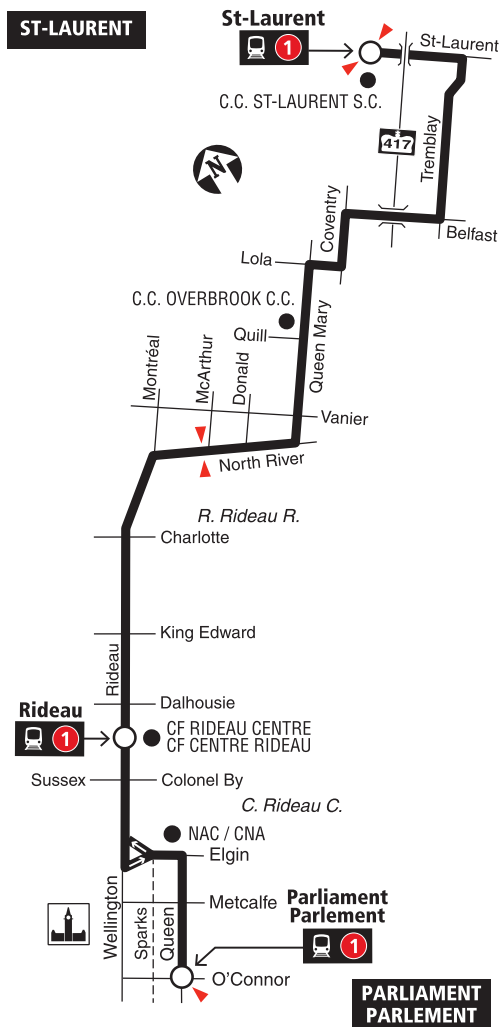 ST-LAURENT
St-Laurent
1
St-Laurent
C.C. ST-LAURENT S.C.
417
Tremblay
N
Coventry
Belfast
Lola
C.C. OVERBROOK C.C.
Queen Mary
Quill
Montréal
McArthur
Donald
Vanier
North River
R. Rideau R.
Charlotte
King Edward
Rideau
Dalhousie
Rideau
1
CF RIDEAU CENTRE
CF CENTRE RIDEAU
Sussex
Colonel By
C. Rideau C.
NAC / CNA
Elgin
Wellington
Sparks
Queen
Metcalfe
Parliament
Parlement
1
O'Connor
PARLIAMENT
PARLEMENT